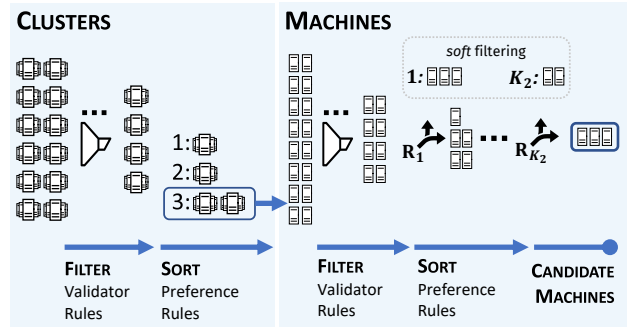 CLUSTERS
...
1:
2:
3:
FILTER
Validator
Rules
SORT
Preference
Rules
MACHINES
soft filtering
1:
K2:
...
R1
...
RK2
FILTER
Validator
Rules
SORT
Preference
Rules
CANDIDATE
MACHINES